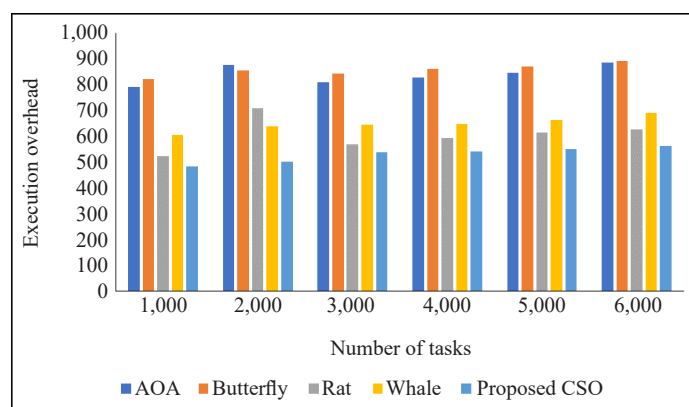 1,000
900
800
700
600
500
400
300
200
100
0
Execution overhead
1,000 2,000 3,000 4,000 5,000 6,000
Number of tasks
AOA Butterfly Rat Whale Proposed CSO